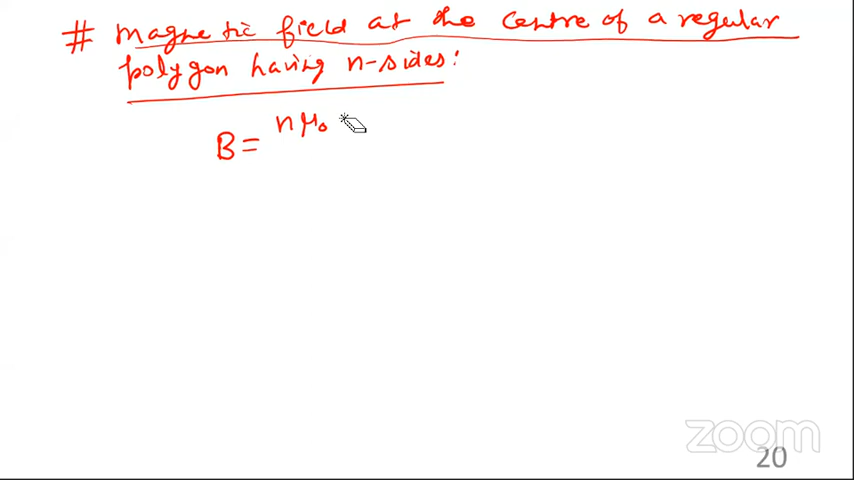 # Magnetic field at the centre of a regular
polygon having n-sides:
B = nμ₀
zoom
20